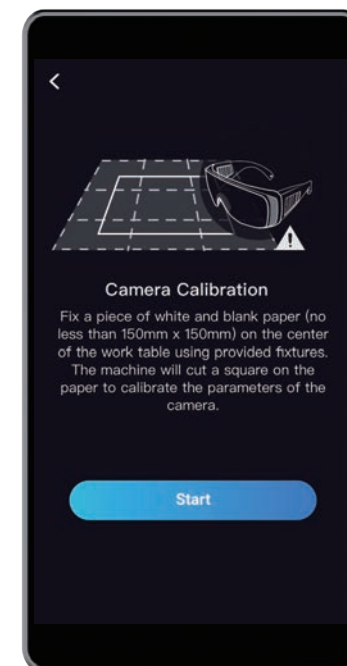 Camera Calibration
Fix a piece of white and blank paper (no
less than 150mm x 150mm) on the center
of the work table using provided fixtures.
The machine will cut a square on the
paper to calibrate the parameters of the
camera.
Start